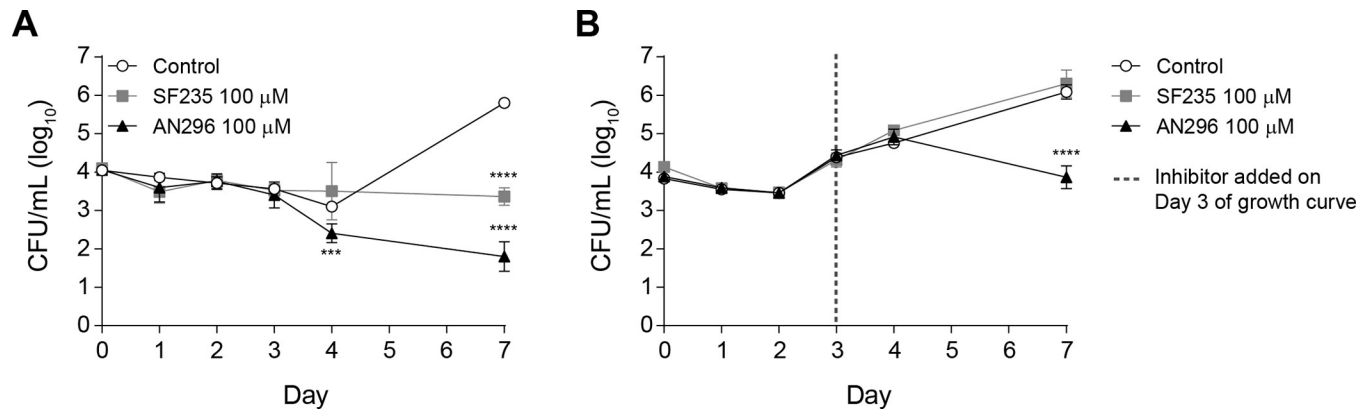 A
7
6
5
4
3
2
1
0
CFU/mL (log10)
Control
SF235 100 μM
AN296 100 μM
****
****
***
0 1 2 3 4 5 6 7
Day
B
7
6
5
4
3
2
1
0
CFU/mL (log10)
****
0 1 2 3 4 5 6 7
Day
Control
SF235 100 μM
AN296 100 μM
Inhibitor added on
Day 3 of growth curve